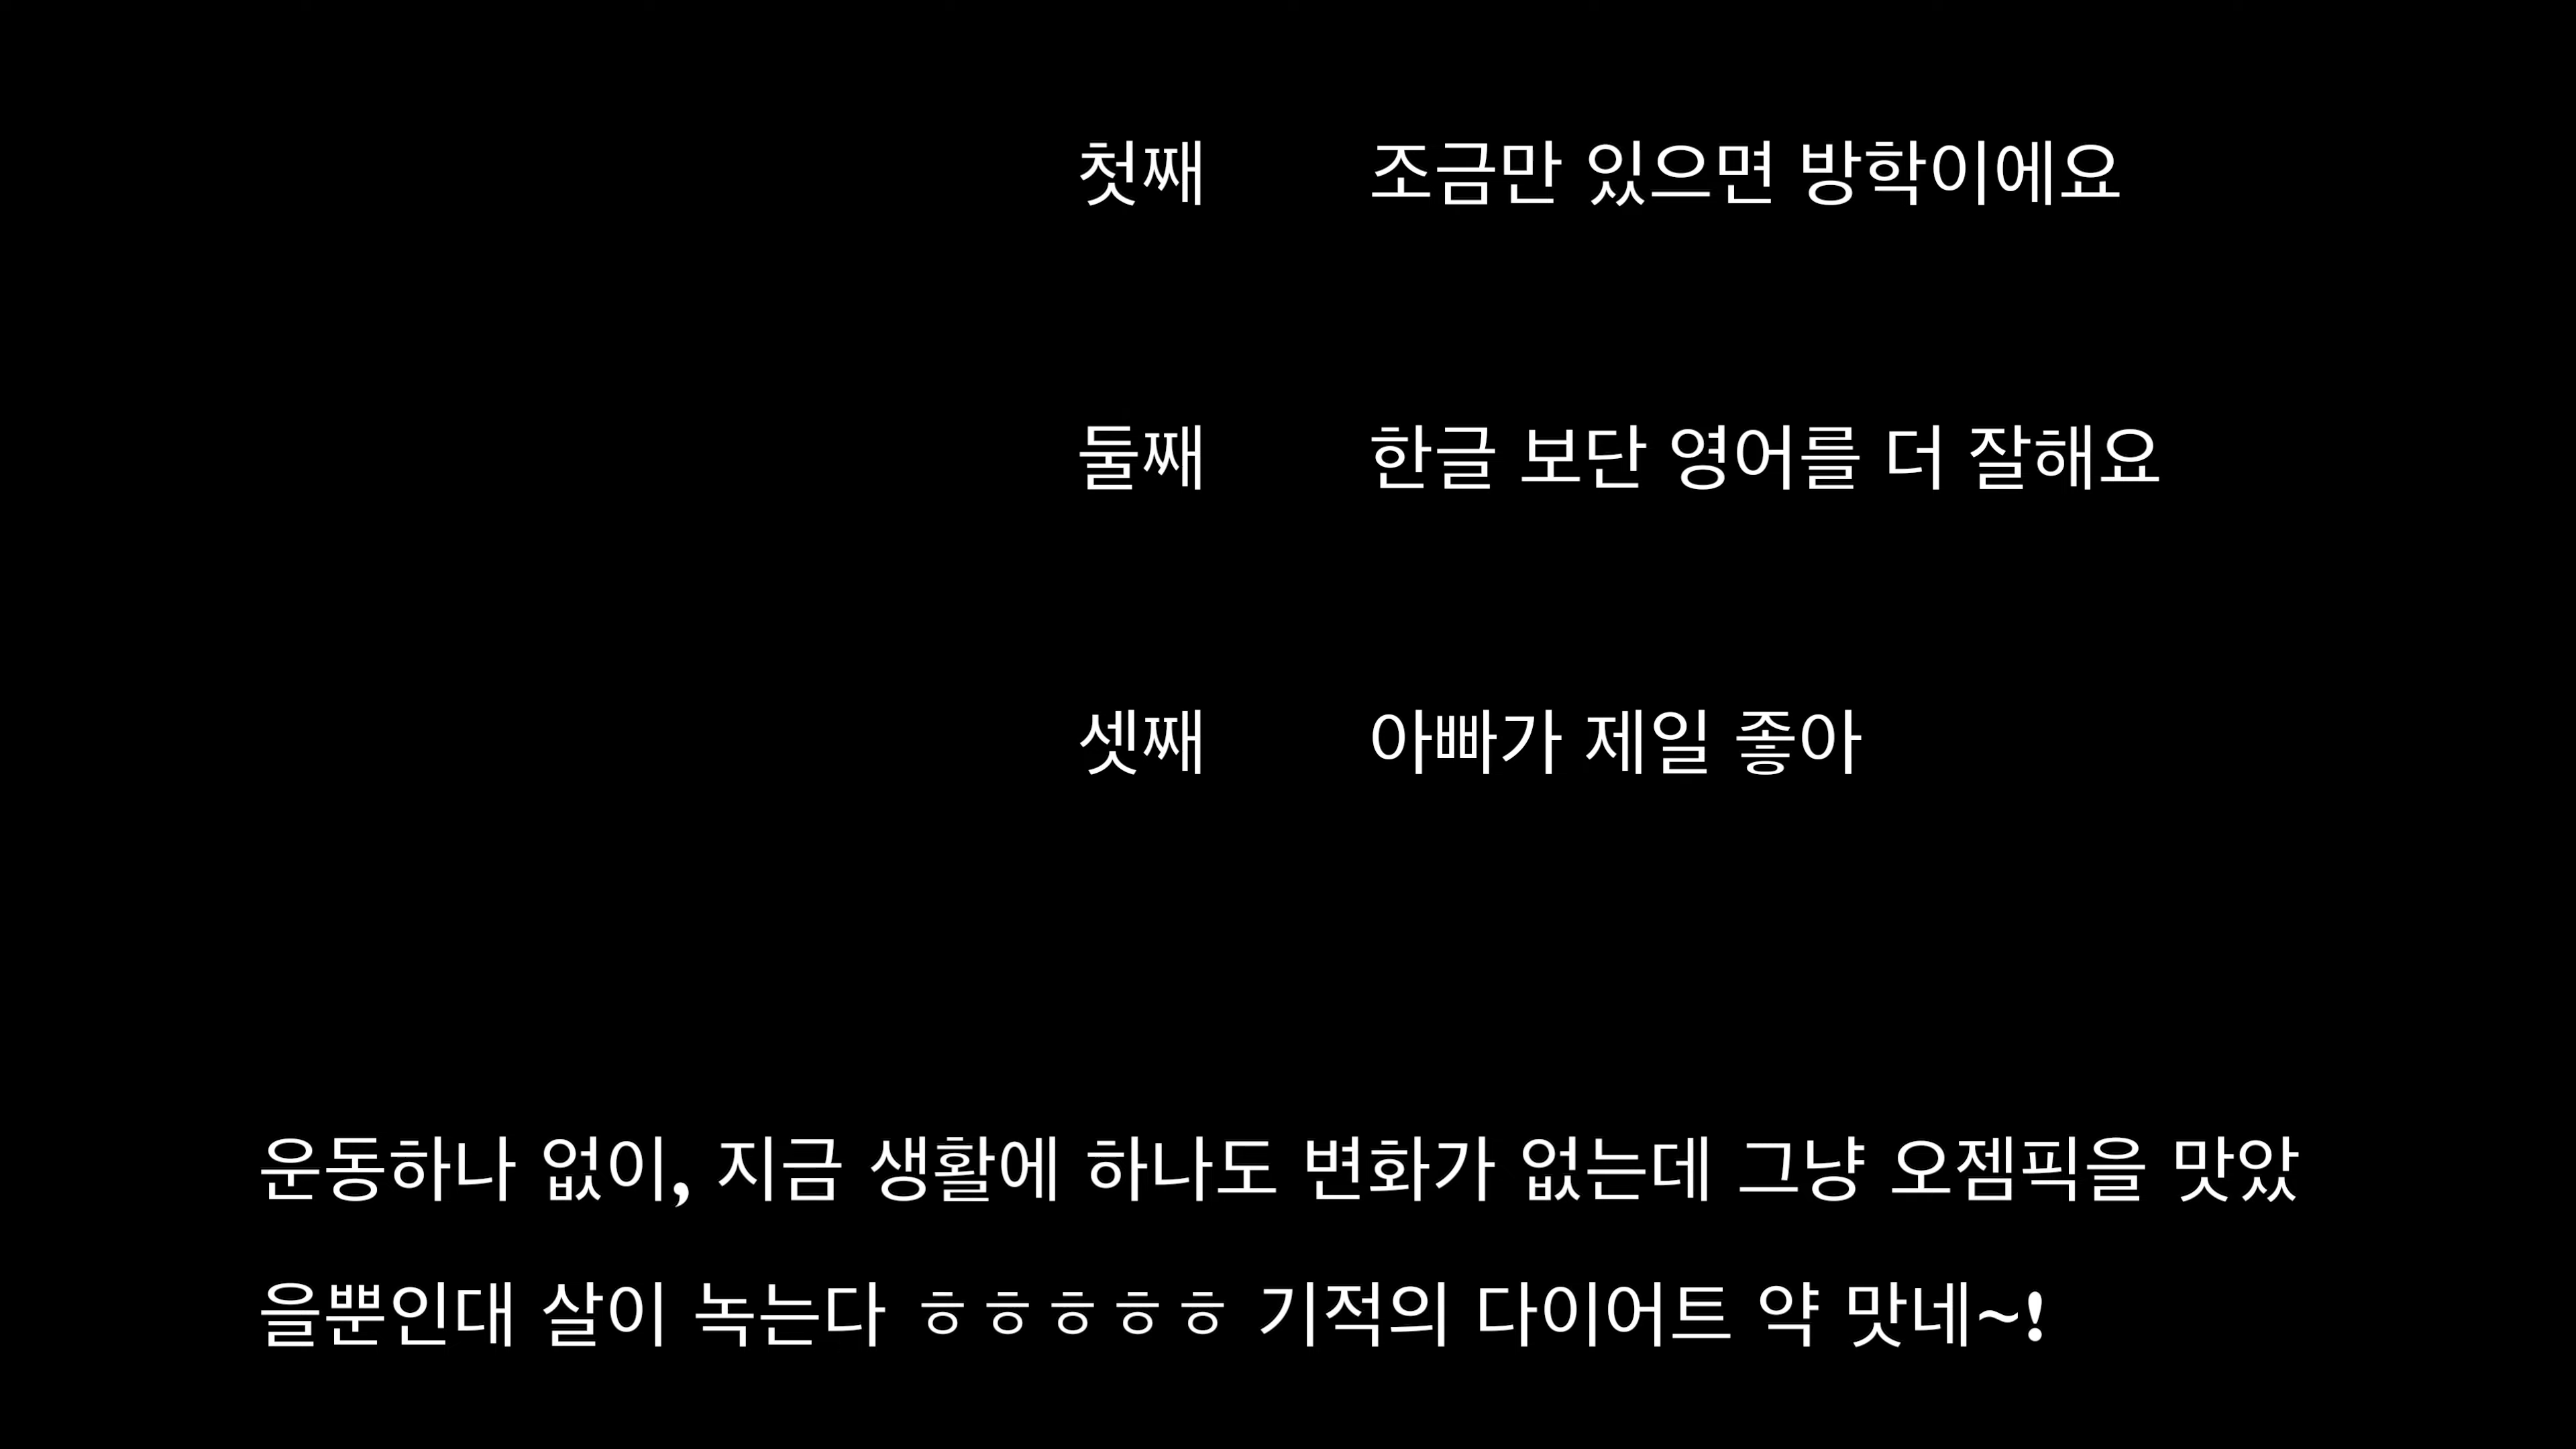 첫째 조금만 있으면 방학이에요
둘째 한글 보단 영어를 더 잘해요
셋째 아빠가 제일 좋아
운동하나 없이, 지금 생활에 하나도 변화가 없는데 그냥 오젬픽을 맛았
을뿐인대 살이 녹는다 ㅎㅎㅎㅎㅎ 기적의 다이어트 약 맛네~!